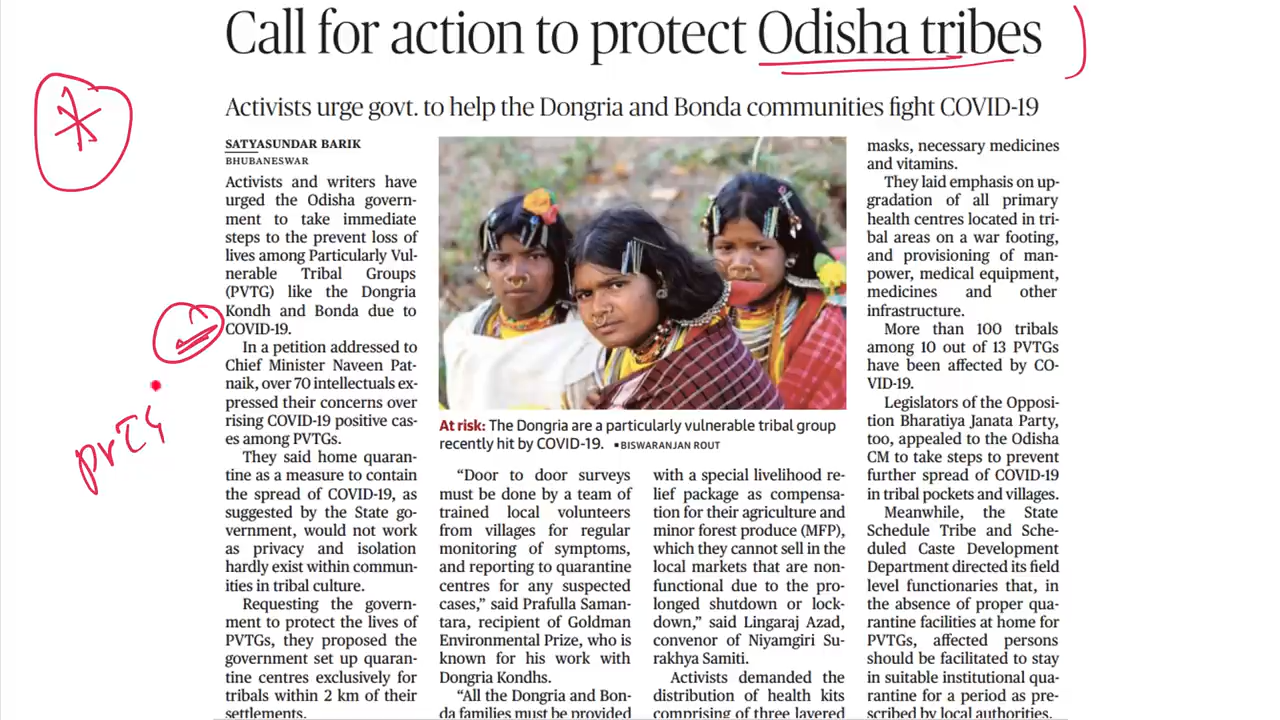 Call for action to protect Odisha tribes
Activists urge govt. to help the Dongria and Bonda communities fight COVID-19
SATYASUNDAR BARIK
BHUBANESWAR
Activists and writers have
urged the Odisha govern-
ment to take immediate
steps to the prevent loss of
lives among Particularly Vul-
nerable Tribal Groups
(PVTG) like the Dongria
Kondh and Bonda due to
COVID-19.
In a petition addressed to
Chief Minister Naveen Pat-
naik, over 70 intellectuals ex-
pressed their concerns over
rising COVID-19 positive cas-
es among PVTGs.
They said home quaran-
tine as a measure to contain
the spread of COVID-19, as
suggested by the State go-
vernment, would not work
as privacy and isolation
hardly exist within commun-
ities in tribal culture.
Requesting the govern-
ment to protect the lives of
PVTGs, they proposed the
government set up quaran-
tine centres exclusively for
tribals within 2 km of their
settlements.
At risk: The Dongria are a particularly vulnerable tribal group
recently hit by COVID-19. ▪BISWARANJAN ROUT
“Door to door surveys
must be done by a team of
trained local volunteers
from villages for regular
monitoring of symptoms,
and reporting to quarantine
centres for any suspected
cases,” said Prafulla Saman-
tara, recipient of Goldman
Environmental Prize, who is
known for his work with
Dongria Kondhs.
“All the Dongria and Bon-
da families must be provided
with a special livelihood re-
lief package as compensa-
tion for their agriculture and
minor forest produce (MFP),
which they cannot sell in the
local markets that are non-
functional due to the pro-
longed shutdown or lock-
down,” said Lingaraj Azad,
convenor of Niyamgiri Su-
rakhya Samiti.
Activists demanded the
distribution of health kits
comprising of three layered
masks, necessary medicines
and vitamins.
They laid emphasis on up-
gradation of all primary
health centres located in tri-
bal areas on a war footing,
and provisioning of man-
power, medical equipment,
medicines and other
infrastructure.
More than 100 tribals
among 10 out of 13 PVTGs
have been affected by CO-
VID-19.
Legislators of the Opposi-
tion Bharatiya Janata Party,
too, appealed to the Odisha
CM to take steps to prevent
further spread of COVID-19
in tribal pockets and villages.
Meanwhile, the State
Schedule Tribe and Sche-
duled Caste Development
Department directed its field
level functionaries that, in
the absence of proper qua-
rantine facilities at home for
PVTGs, affected persons
should be facilitated to stay
in suitable institutional qua-
rantine for a period as pre-
scribed by local authorities.